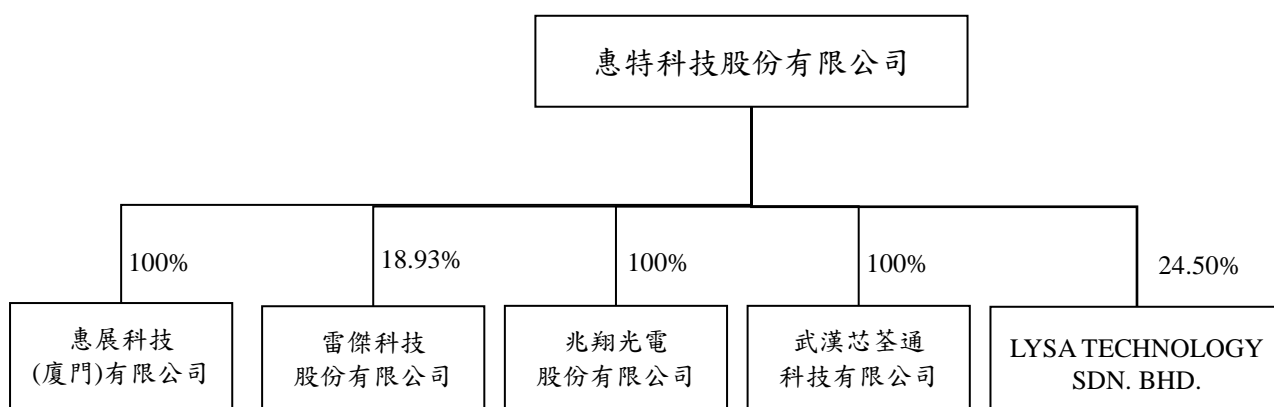 惠特科技股份有限公司
100%
18.93%
100%
100%
24.50%
惠展科技
(廈門)有限公司
雷傑科技
股份有限公司
兆翔光電
股份有限公司
武漢芯荃通
科技有限公司
LYSA TECHNOLOGY
SDN. BHD.